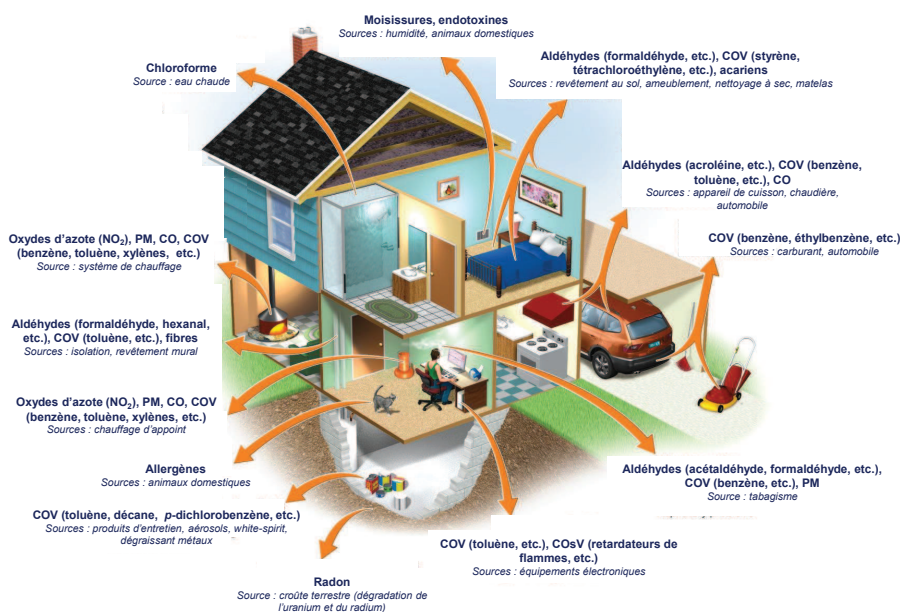 Moisissures, endotoxines
Sources : humidité, animaux domestiques
Aldéhydes (formaldéhyde, etc.), COV (styrène,
tétrachloroéthylène, etc.), acariens
Sources : revêtement au sol, ameublement, nettoyage à sec, matelas
Chloroforme
Source : eau chaude
Aldéhydes (acroléine, etc.), COV (benzène,
toluène, etc.), CO
Sources : appareil de cuisson, chaudière,
automobile
Oxydes d'azote (NO₂), PM, CO, COV
(benzène, toluène, xylènes, etc.)
Source : système de chauffage
COV (benzène, éthylbenzène, etc.)
Sources : carburant, automobile
Aldéhydes (formaldéhyde, hexanal,
etc.), COV (toluène, etc.), fibres
Sources : isolation, revêtement mural
Oxydes d'azote (NO₂), PM, CO, COV
(benzène, toluène, xylènes, etc.)
Sources : chauffage d'appoint
Allergènes
Sources : animaux domestiques
Aldéhydes (acétaldéhyde, formaldéhyde, etc.),
COV (benzène, etc.), PM
Source : tabagisme
COV (toluène, décane, p-dichlorobenzène, etc.)
Sources : produits d'entretien, aérosols, white-spirit,
dégraissant métaux
COV (toluène, etc.), COsV (retardateurs de
flammes, etc.)
Sources : équipements électroniques
Radon
Source : croûte terrestre (dégradation de
l'uranium et du radium)